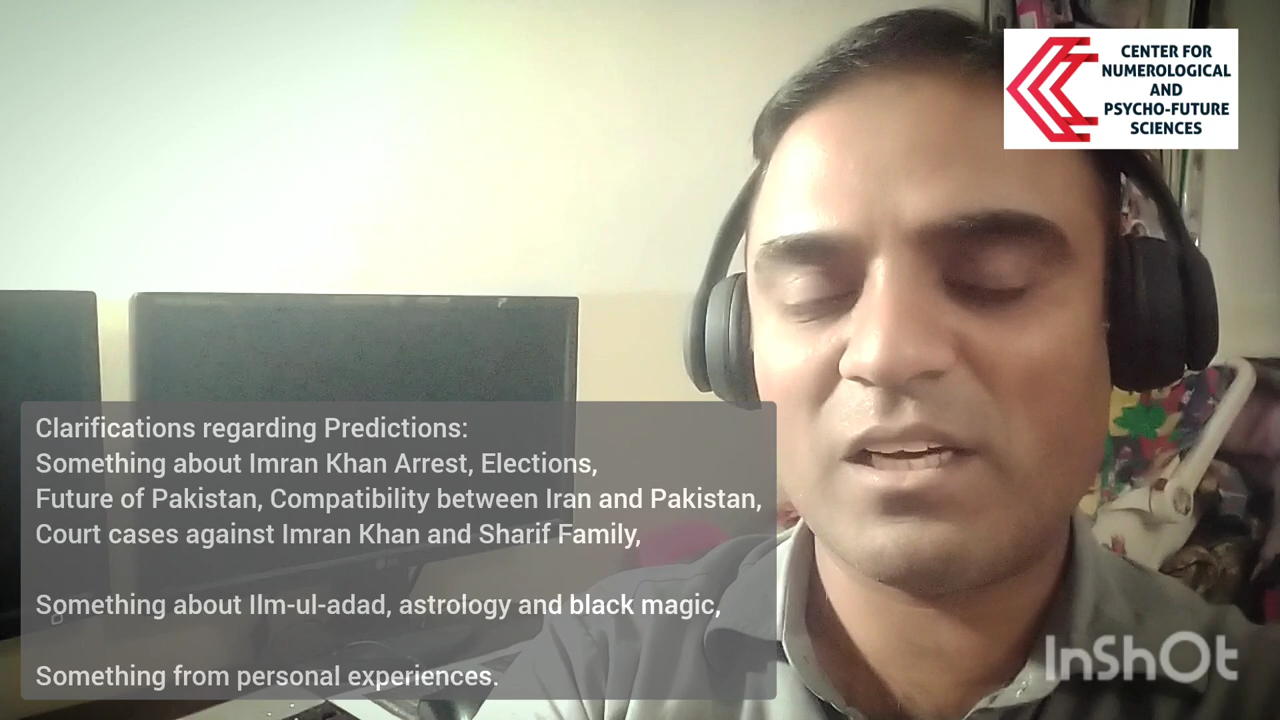 CENTER FOR
NUMEROLOGICAL
AND
PSYCHO-FUTURE
SCIENCES
Clarifications regarding Predictions:
Something about Imran Khan Arrest, Elections,
Future of Pakistan, Compatibility between Iran and Pakistan,
Court cases against Imran Khan and Sharif Family,
Something about Ilm-ul-adad, astrology and black magic,
Something from personal experiences.
InShOt